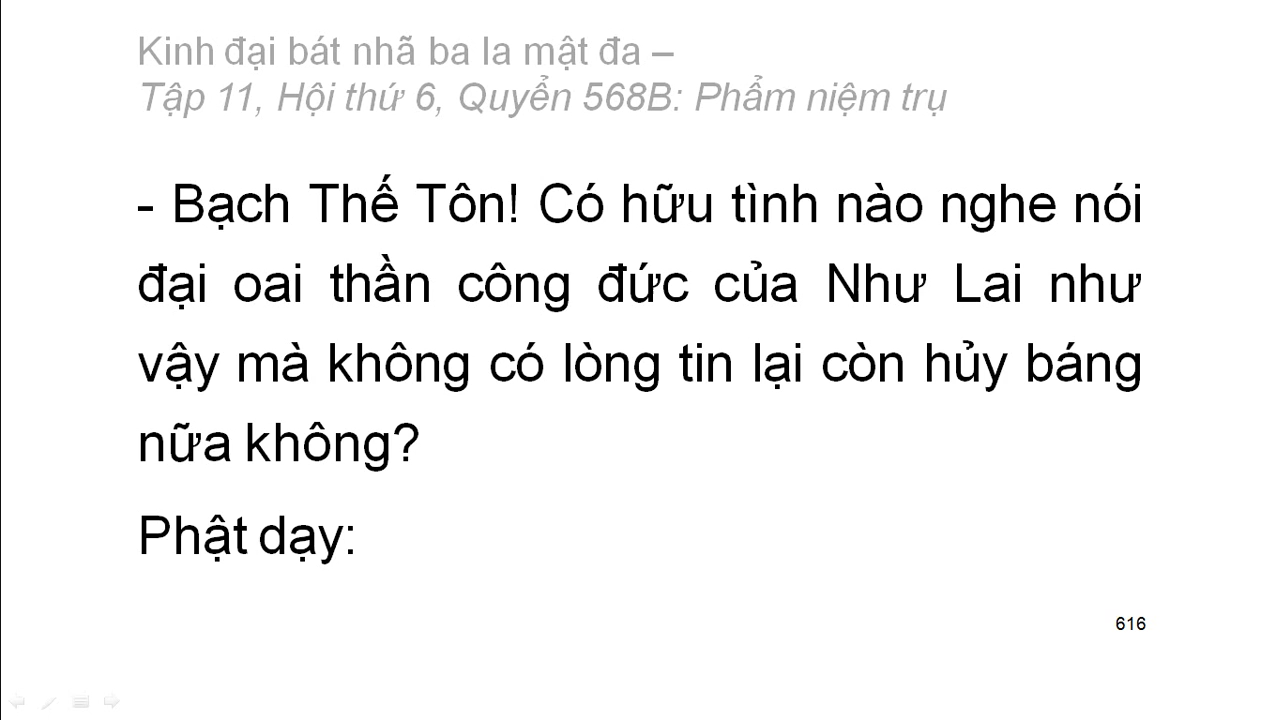 Kinh đại bát nhã ba la mật đa –
Tập 11, Hội thứ 6, Quyển 568B: Phẩm niệm trụ
- Bạch Thế Tôn! Có hữu tình nào nghe nói
đại oai thần công đức của Như Lai như
vậy mà không có lòng tin lại còn hủy báng
nữa không?
Phật dạy:
616